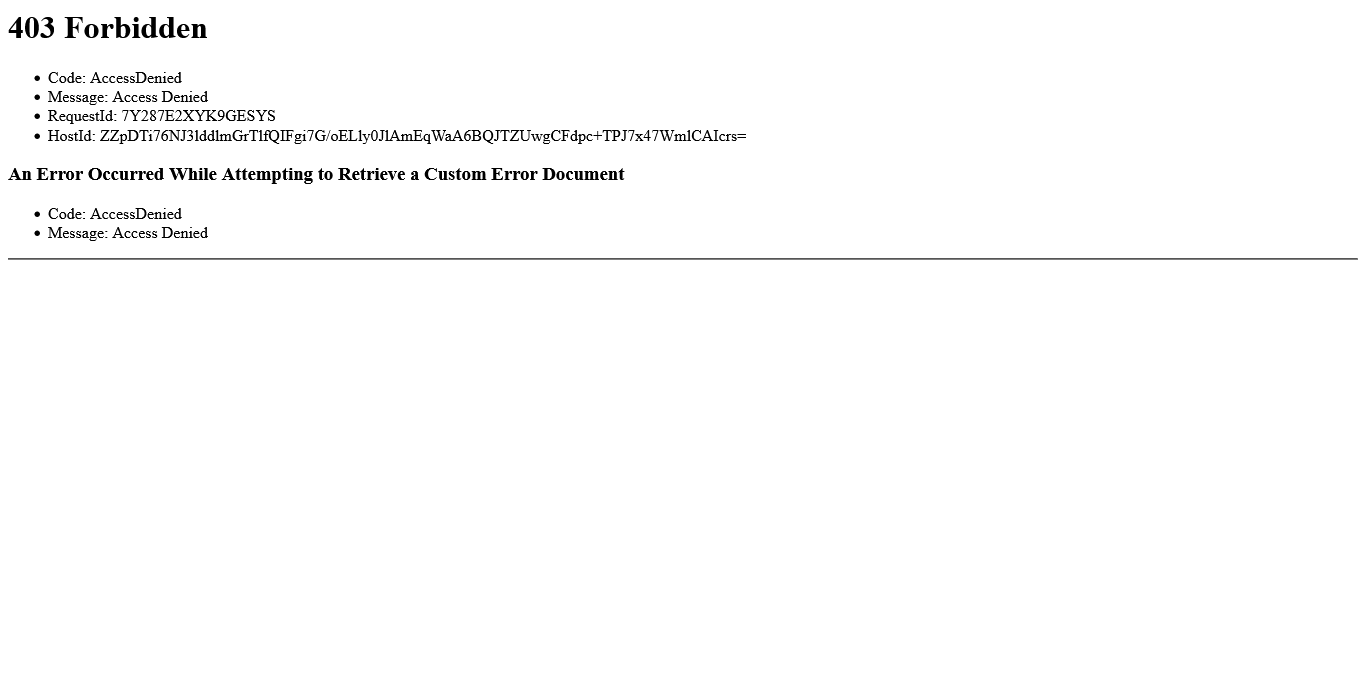 403 Forbidden
Code: AccessDenied
Message: Access Denied
RequestId: 7Y287E2XYK9GESYS
HostId: ZZpDTi76NJ3lddlmGrTlfQIFgi7G/oELly0JlAmEqWaA6BQJTZUwgCFdpc+TPJ7x47WmlCAIcrs=
An Error Occurred While Attempting to Retrieve a Custom Error Document
Code: AccessDenied
Message: Access Denied